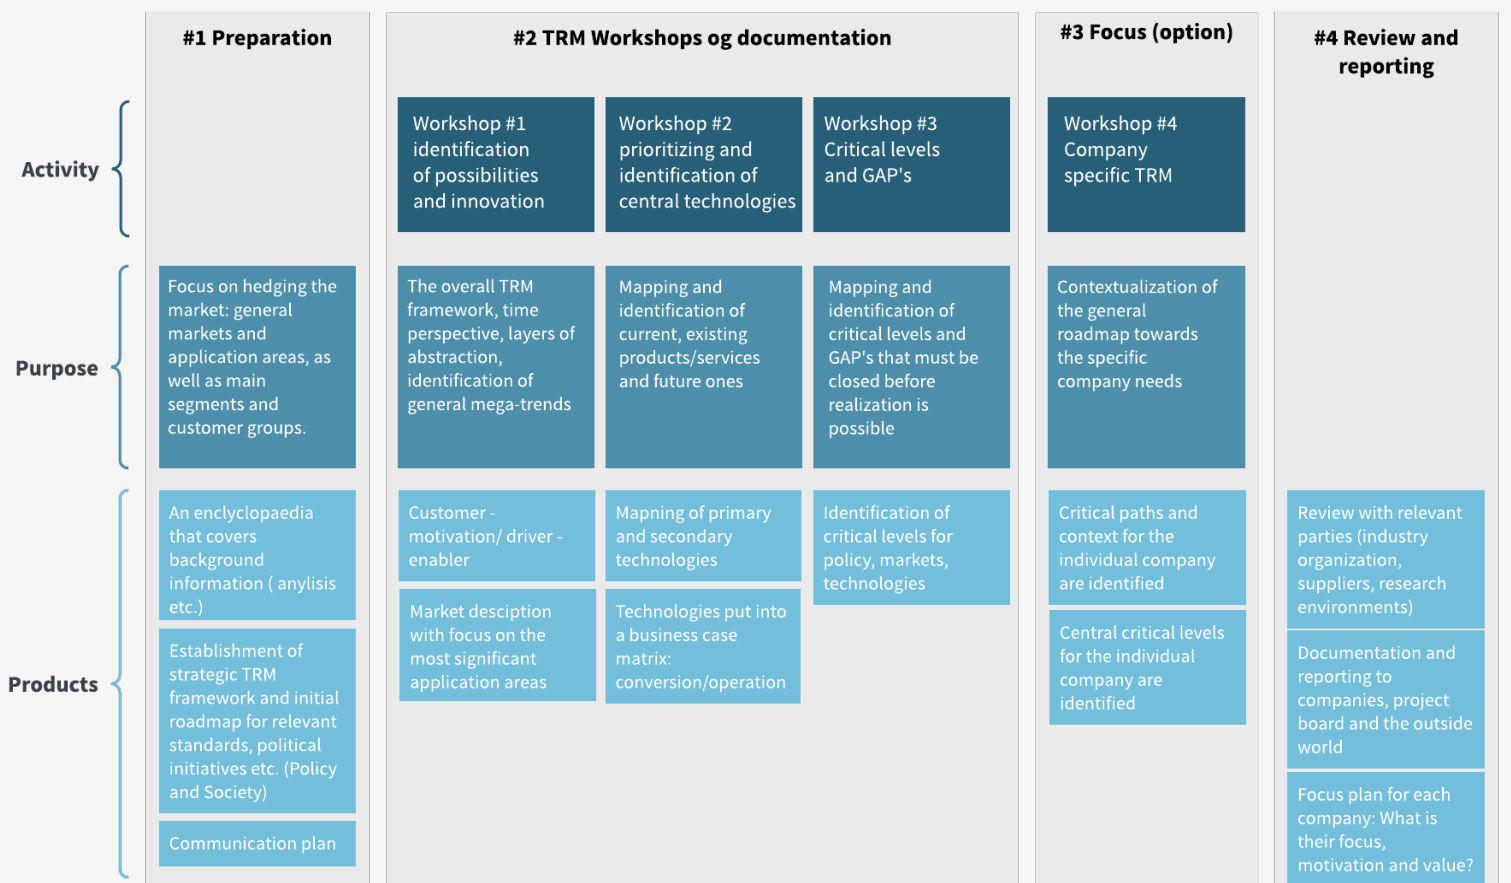 #1 Preparation
#2 TRM Workshops og documentation
#3 Focus (option)
#4 Review and
reporting
Activity
Workshop #1
identification
of possibilities
and innovation
Workshop #2
prioritizing and
identification of
central technologies
Workshop #3
Critical levels
and GAP's
Workshop #4
Company
specific TRM
Purpose
Focus on hedging the
market: general
markets and
application areas, as
well as main
segments and
customer groups.
The overall TRM
framework, time
perspective, layers of
abstraction,
identification of
general mega-trends
Mapping and
identification of
current, existing
products/services
and future ones
Mapping and
identification of
critical levels and
GAP's that must be
closed before
realization is
possible
Contextualization of
the general
roadmap towards
the specific
company needs
Products
An enclyclopaedia
that covers
background
information ( anylisis
etc.)
Establishment of
strategic TRM
framework and initial
roadmap for relevant
standards, political
initiatives etc. (Policy
and Society)
Communication plan
Customer -
motivation/ driver -
enabler
Market desciption
with focus on the
most significant
application areas
Mapning of primary
and secondary
technologies
Technologies put into
a business case
matrix:
conversion/operation
Identification of
critical levels for
policy, markets,
technologies
Critical paths and
context for the
individual company
are identified
Central critical levels
for the individual
company are
identified
Review with relevant
parties (industry
organization,
suppliers, research
environments)
Documentation and
reporting to
companies, project
board and the outside
world
Focus plan for each
company: What is
their focus,
motivation and value?